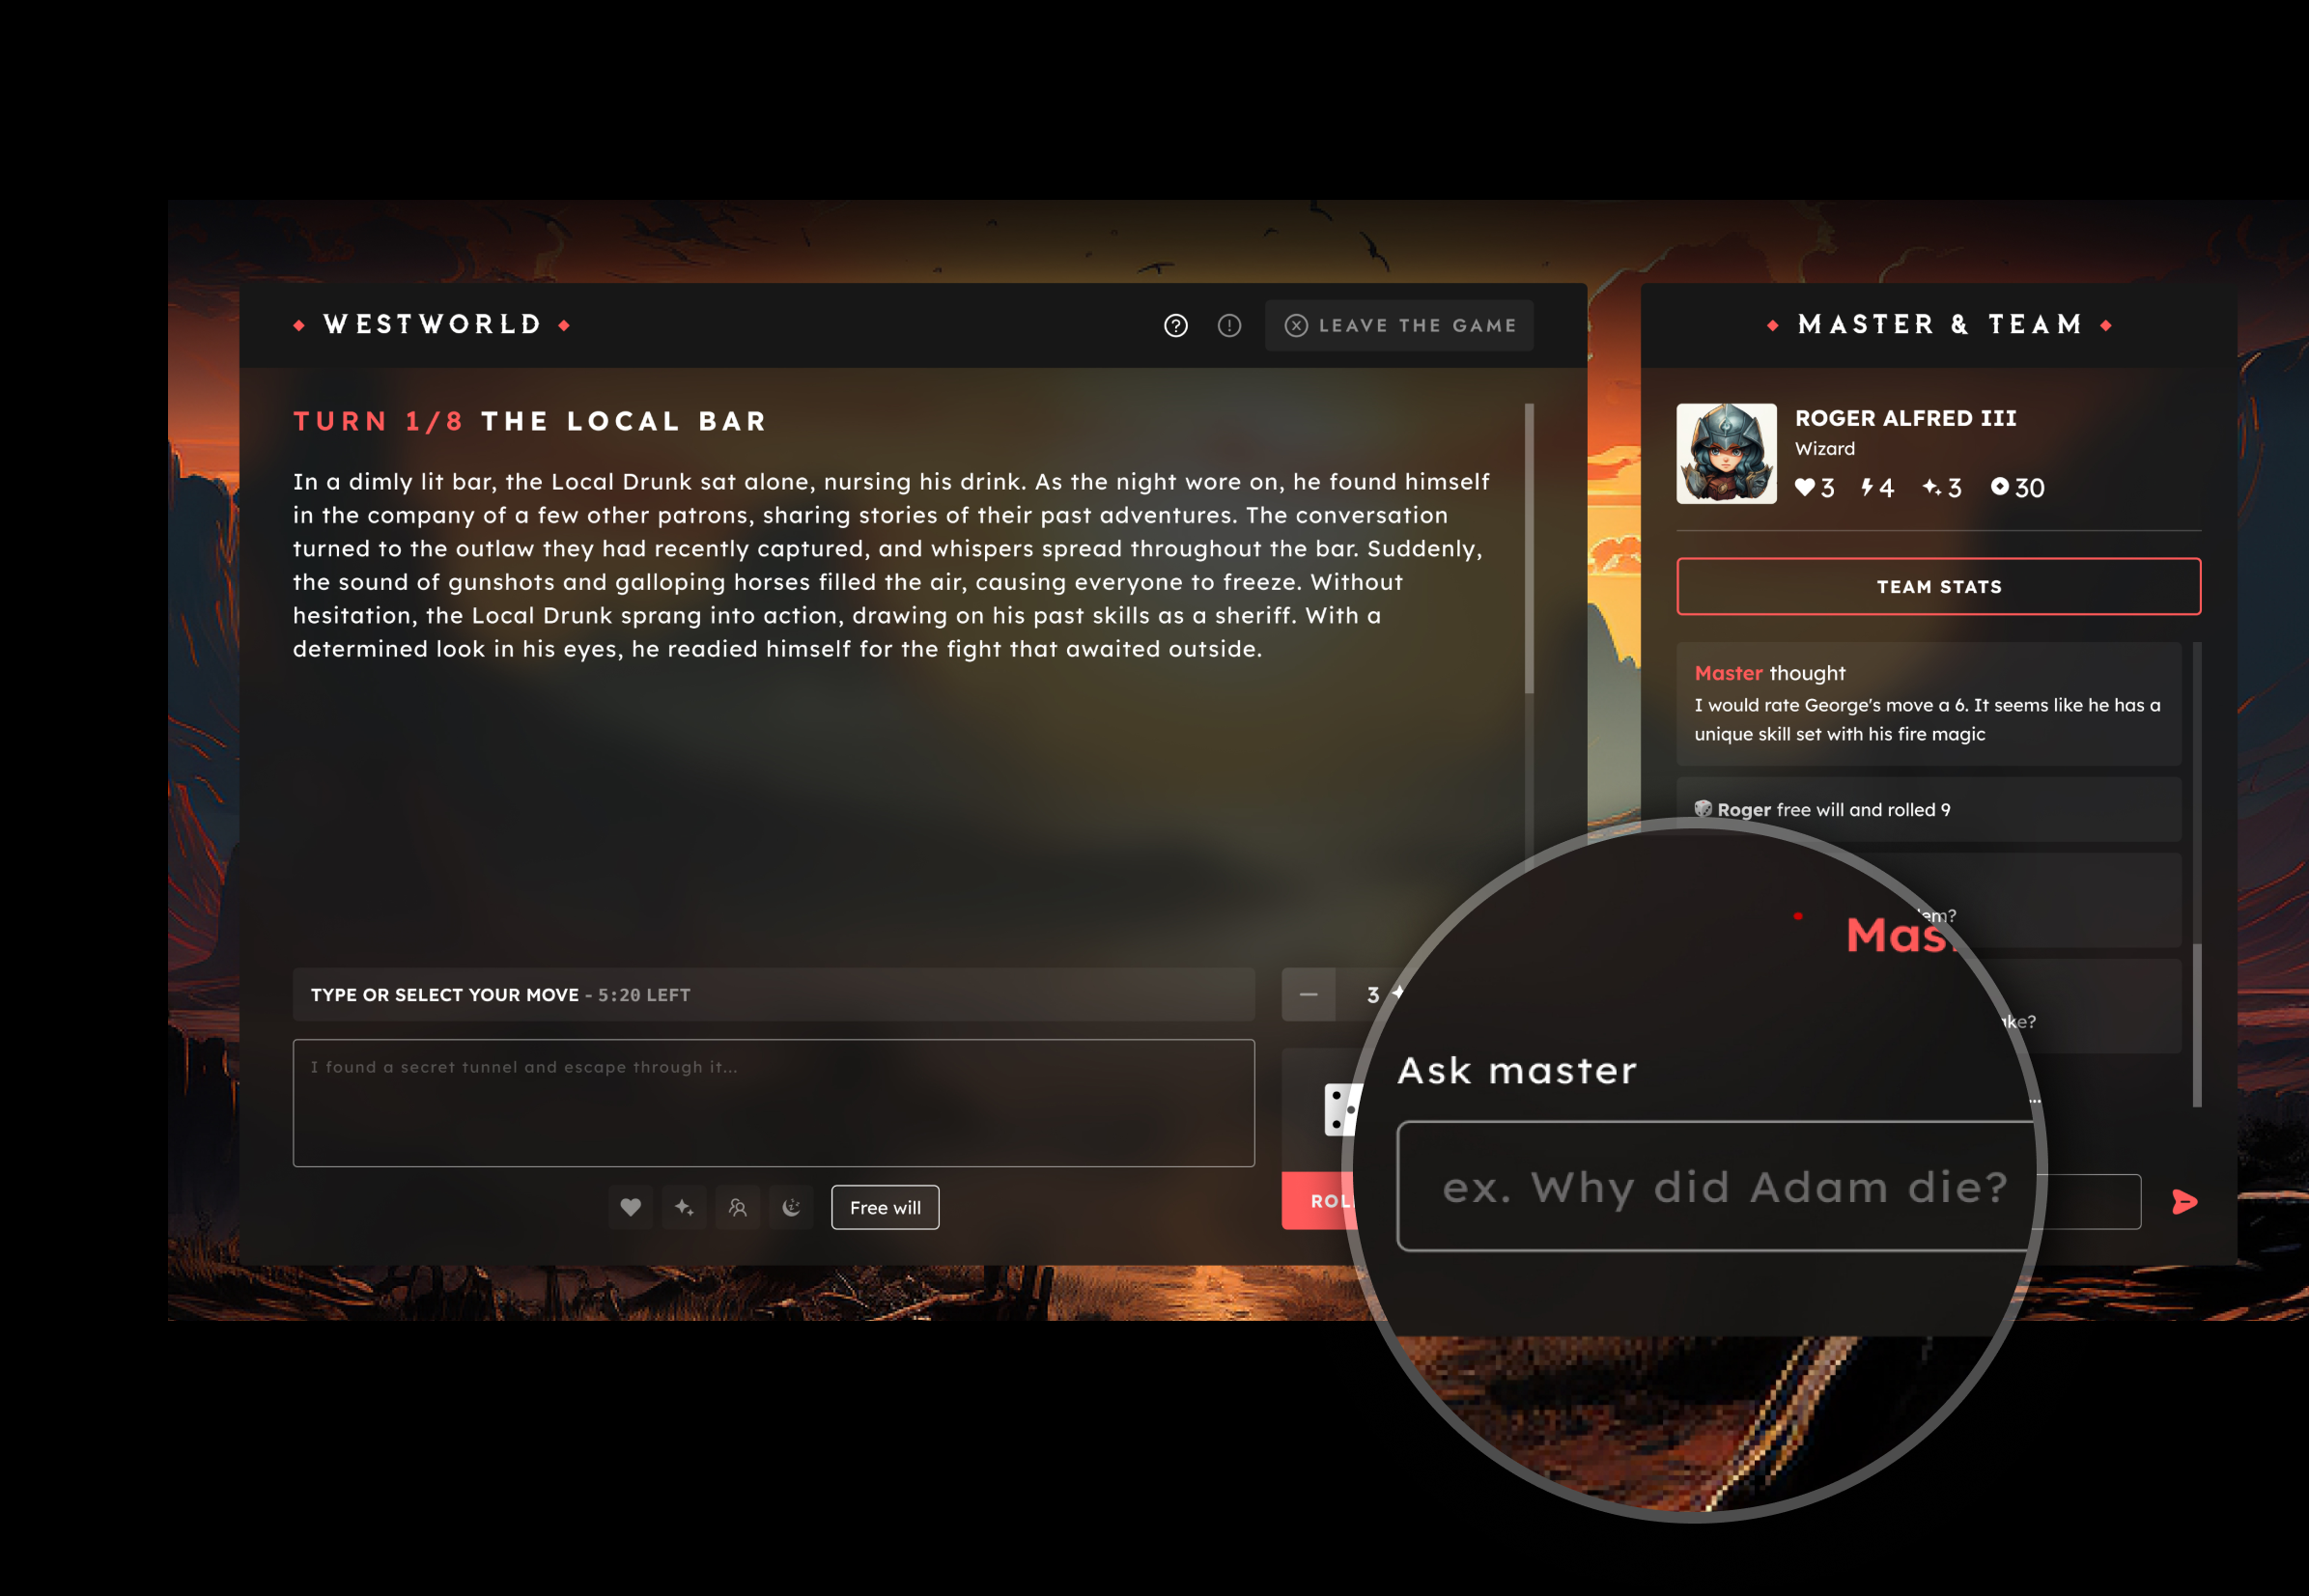 WESTWORLD
LEAVE THE GAME
TURN 1/8 THE LOCAL BAR
In a dimly lit bar, the Local Drunk sat alone, nursing his drink. As the night wore on, he found himself
in the company of a few other patrons, sharing stories of their past adventures. The conversation
turned to the outlaw they had recently captured, and whispers spread throughout the bar. Suddenly,
the sound of gunshots and galloping horses filled the air, causing everyone to freeze. Without
hesitation, the Local Drunk sprang into action, drawing on his past skills as a sheriff. With a
determined look in his eyes, he readied himself for the fight that awaited outside.
TYPE OR SELECT YOUR MOVE - 5:20 LEFT
3
I found a secret tunnel and escape through it...
Free will
MASTER & TEAM
ROGER ALFRED III
Wizard
3 4 3 30
TEAM STATS
Master thought
I would rate George's move a 6. It seems like he has a
unique skill set with his fire magic
Roger free will and rolled 9
Ask master
ex. Why did Adam die?